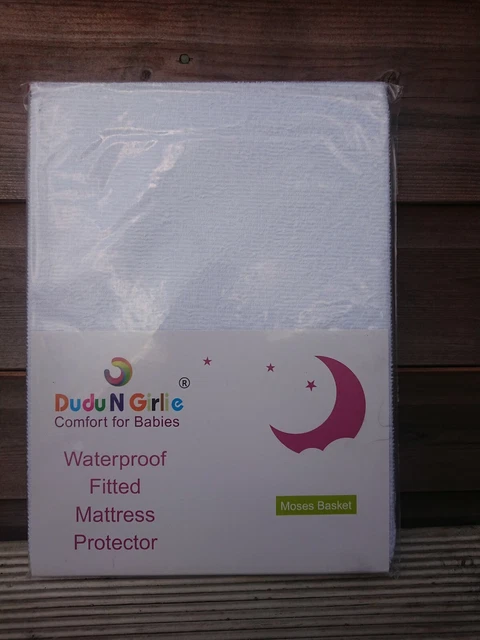 Dudu N Girlie ®
Comfort for Babies
Waterproof
Fitted
Mattress
Protector
Moses Basket